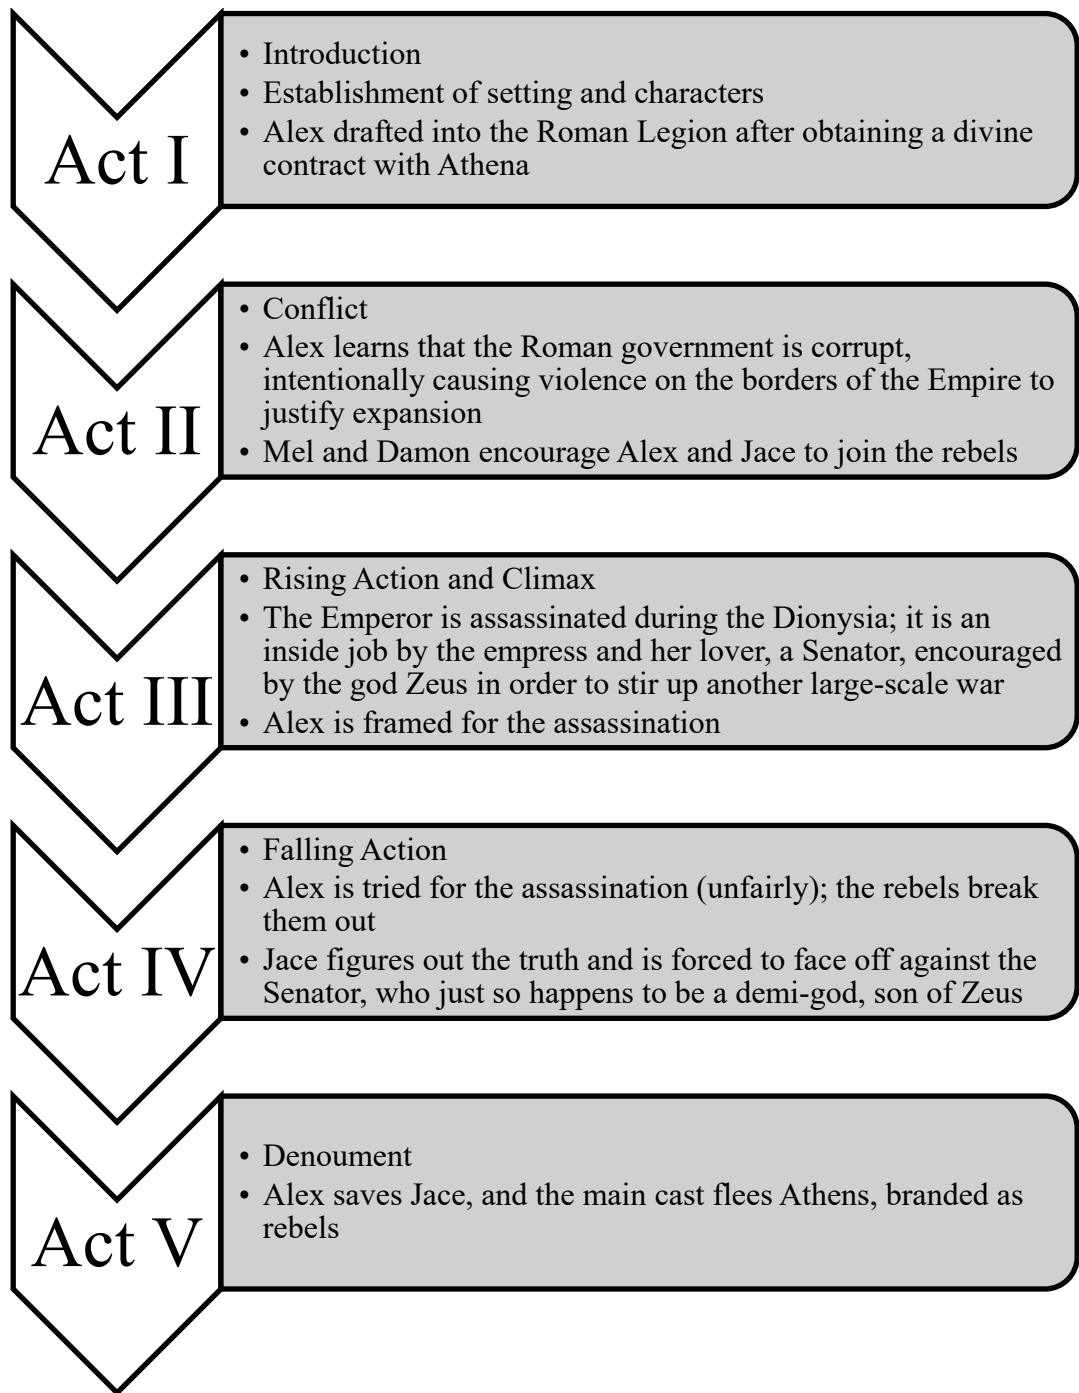 Act I
• Introduction
• Establishment of setting and characters
• Alex drafted into the Roman Legion after obtaining a divine
contract with Athena
Act II
• Conflict
• Alex learns that the Roman government is corrupt,
intentionally causing violence on the borders of the Empire to
justify expansion
• Mel and Damon encourage Alex and Jace to join the rebels
Act III
• Rising Action and Climax
• The Emperor is assassinated during the Dionysia; it is an
inside job by the empress and her lover, a Senator, encouraged
by the god Zeus in order to stir up another large-scale war
• Alex is framed for the assassination
Act IV
• Falling Action
• Alex is tried for the assassination (unfairly); the rebels break
them out
• Jace figures out the truth and is forced to face off against the
Senator, who just so happens to be a demi-god, son of Zeus
Act V
• Denoument
• Alex saves Jace, and the main cast flees Athens, branded as
rebels